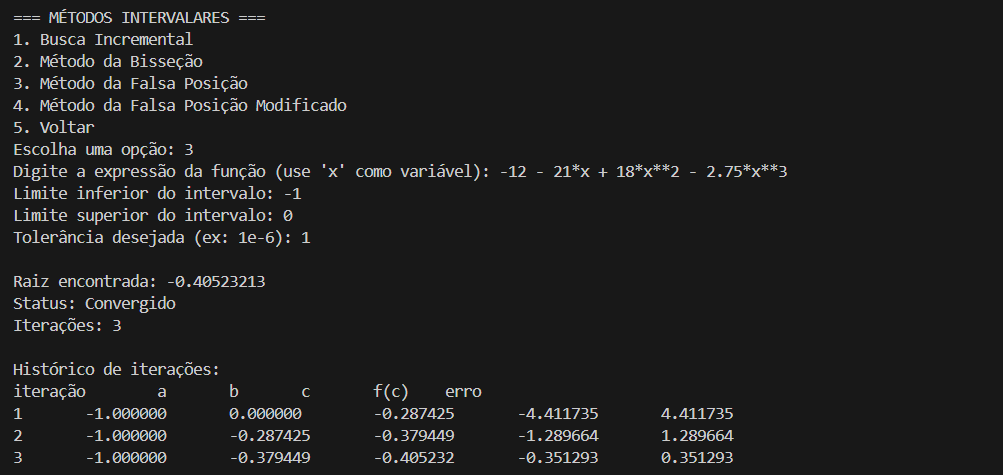 === MÉTODOS INTERVALARES ===
1. Busca Incremental
2. Método da Bisseção
3. Método da Falsa Posição
4. Método da Falsa Posição Modificado
5. Voltar
Escolha uma opção: 3
Digite a expressão da função (use 'x' como variável): -12 - 21*x + 18*x**2 - 2.75*x**3
Limite inferior do intervalo: -1
Limite superior do intervalo: 0
Tolerância desejada (ex: 1e-6): 1
Raiz encontrada: -0.40523213
Status: Convergido
Iterações: 3
Histórico de iterações:
iteração a b c f(c) erro
1 -1.000000 0.000000 -0.287425 -4.411735 4.411735
2 -1.000000 -0.287425 -0.379449 -1.289664 1.289664
3 -1.000000 -0.379449 -0.405232 -0.351293 0.351293